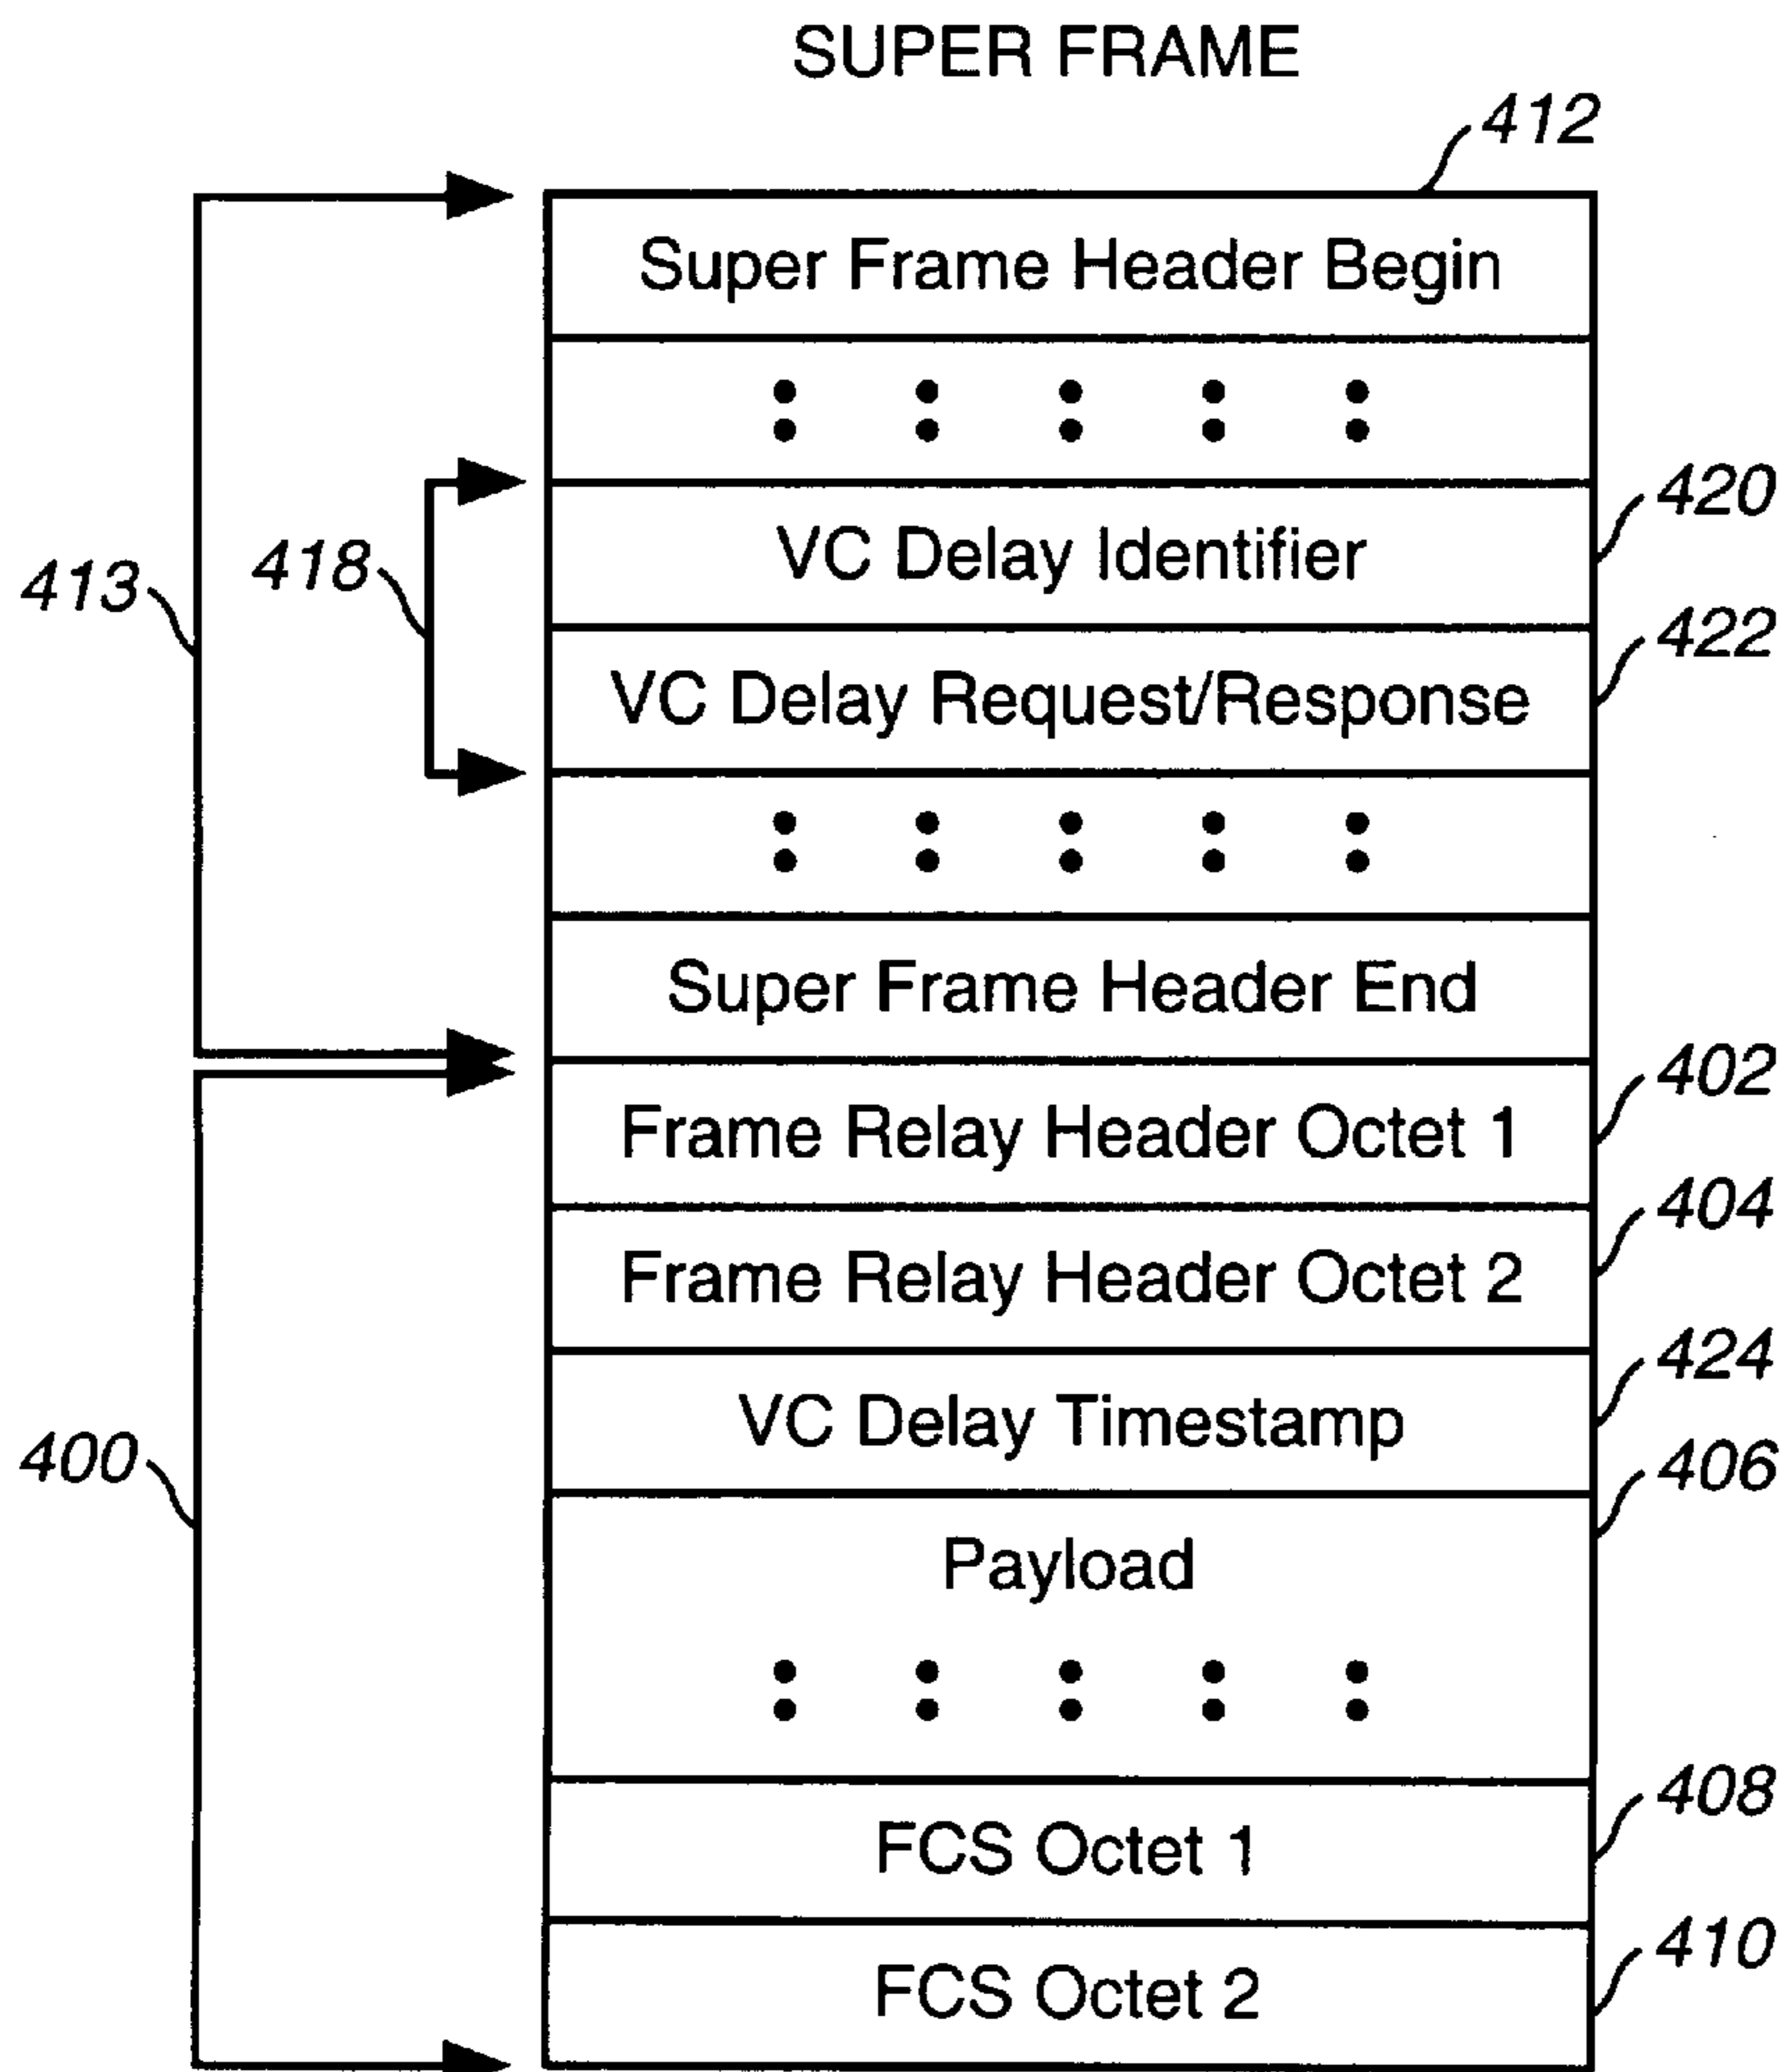 SUPER FRAME
412
Super Frame Header Begin
420
VC Delay Identifier
413
418
422
VC Delay Request/Response
Super Frame Header End
402
Frame Relay Header Octet 1
404
Frame Relay Header Octet 2
424
VC Delay Timestamp
400
406
Payload
408
FCS Octet 1
410
FCS Octet 2